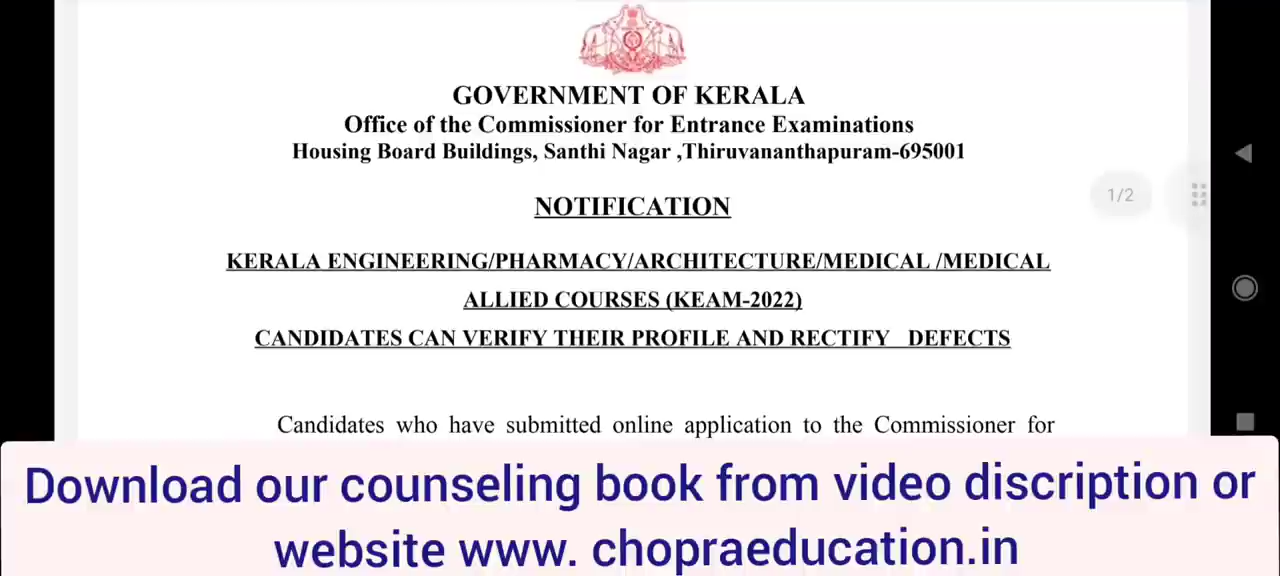 GOVERNMENT OF KERALA
Office of the Commissioner for Entrance Examinations
Housing Board Buildings, Santhi Nagar ,Thiruvananthapuram-695001
1/2
NOTIFICATION
KERALA ENGINEERING/PHARMACY/ARCHITECTURE/MEDICAL /MEDICAL
ALLIED COURSES (KEAM-2022)
CANDIDATES CAN VERIFY THEIR PROFILE AND RECTIFY DEFECTS
Candidates who have submitted online application to the Commissioner for
Download our counseling book from video discription or
website www. chopraeducation.in